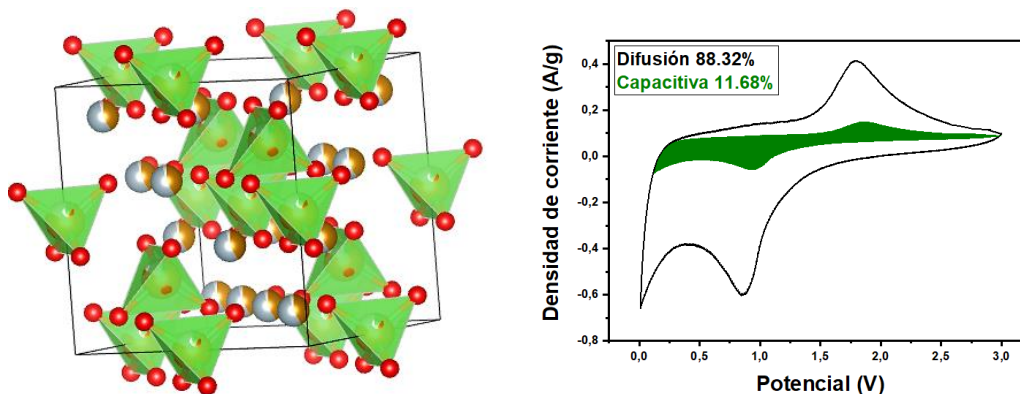 Difusión 88.32%
Capacitiva 11.68%
Densidad de corriente (A/g)
0,4
0,2
0,0
-0,2
-0,4
-0,6
-0,8
0,0 0,5 1,0 1,5 2,0 2,5 3,0
Potencial (V)